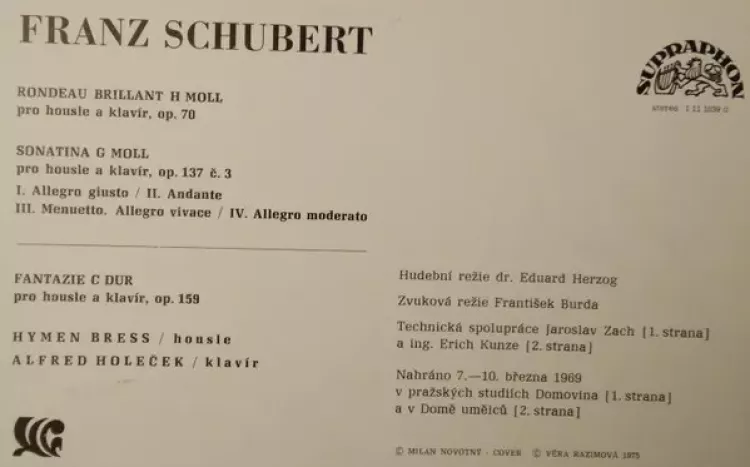 FRANZ SCHUBERT
RONDEAU BRILLANT H MOLL
pro housle a klavír, op. 70
SONATINA G MOLL
pro housle a klavír, op. 137 č. 3
I. Allegro giusto / II. Andante
III. Menuetto. Allegro vivace / IV. Allegro moderato
FANTAZIE C DUR
pro housle a klavír, op. 159
HYMEN BRESS / housle
ALFRED HOLEČEK / klavír
SUPRAPHON
stereo
Hudební režie dr. Eduard Herzog
Zvuková režie František Burda
Technická spolupráce Jaroslav Zach [1. strana]
a ing. Erich Kunze [2. strana]
Nahráno 7.—10. března 1969
v pražských studiích Domovina [1. strana]
a v Domě umělců [2. strana]
© MILAN NOVOTNÝ - COVER © VĚRA RAZIMOVÁ 1975